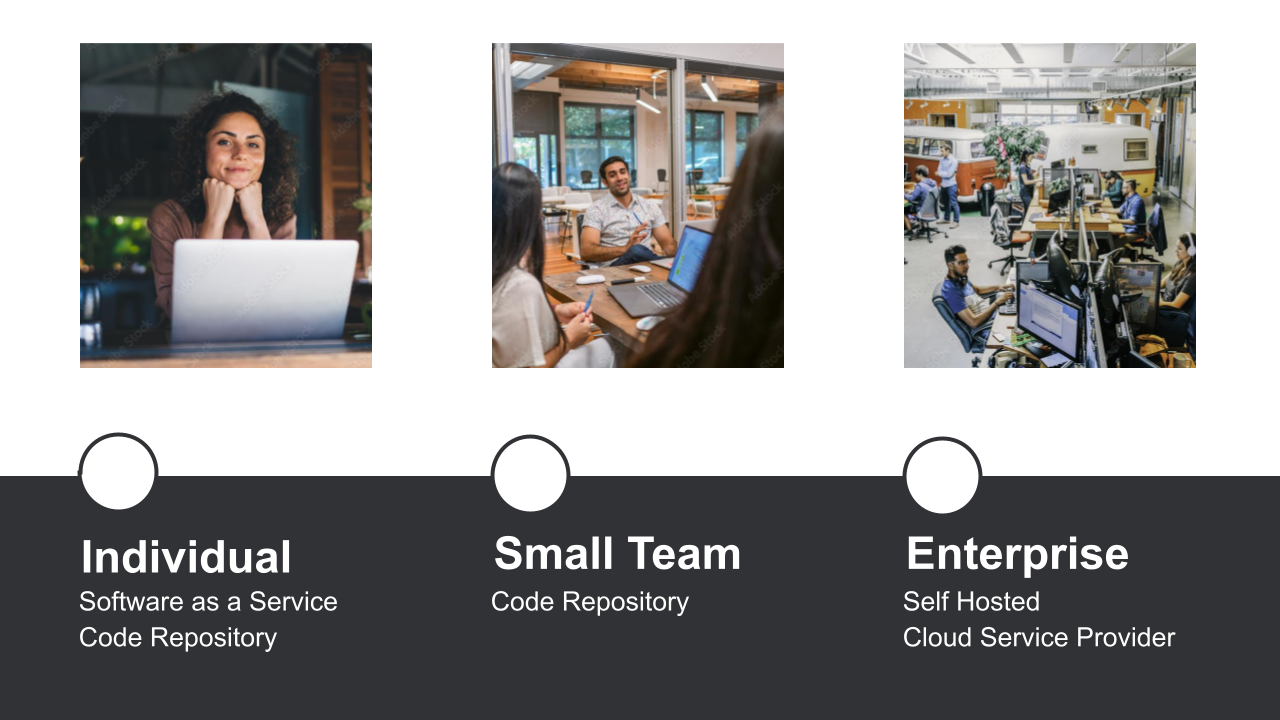 Individual
Software as a Service
Code Repository
Small Team
Code Repository
Enterprise
Self Hosted
Cloud Service Provider